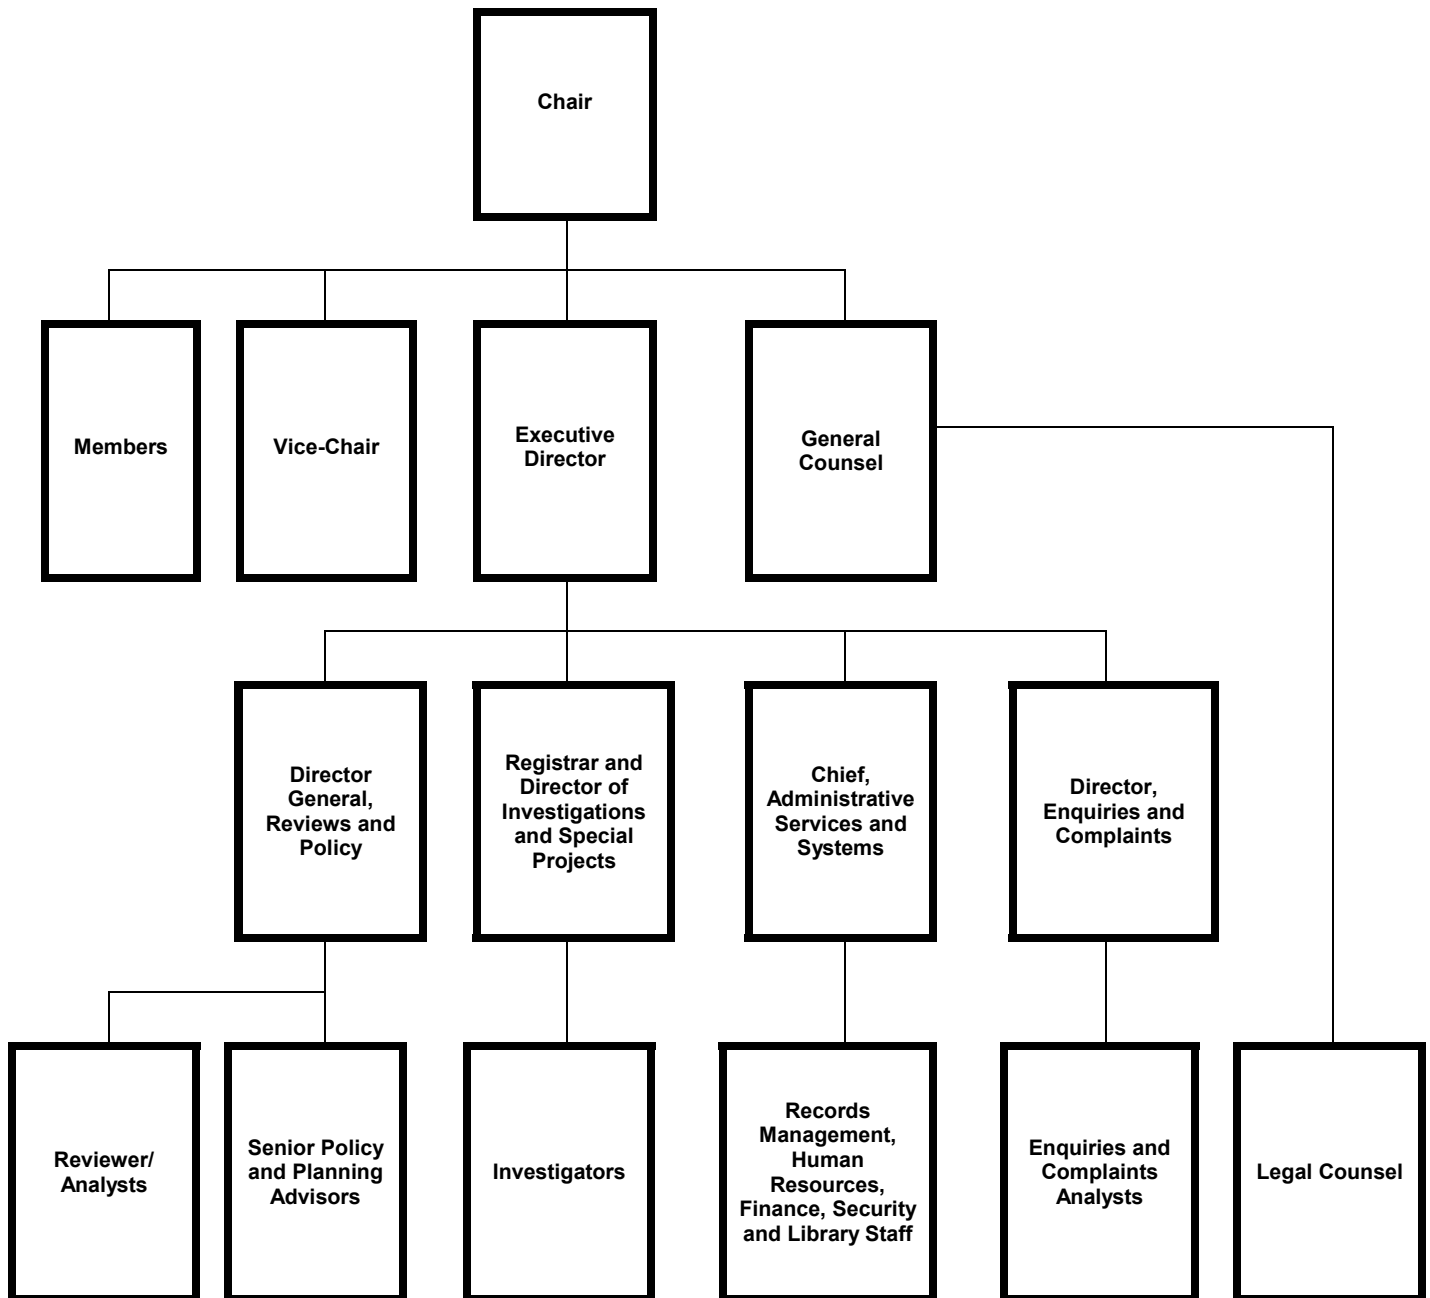 Chair
Members
Vice-Chair
Executive
Director
General
Counsel
Director
General,
Reviews and
Policy
Registrar and
Director of
Investigations
and Special
Projects
Chief,
Administrative
Services and
Systems
Director,
Enquiries and
Complaints
Reviewer/
Analysts
Senior Policy
and Planning
Advisors
Investigators
Records
Management,
Human
Resources,
Finance, Security
and Library Staff
Enquiries and
Complaints
Analysts
Legal Counsel